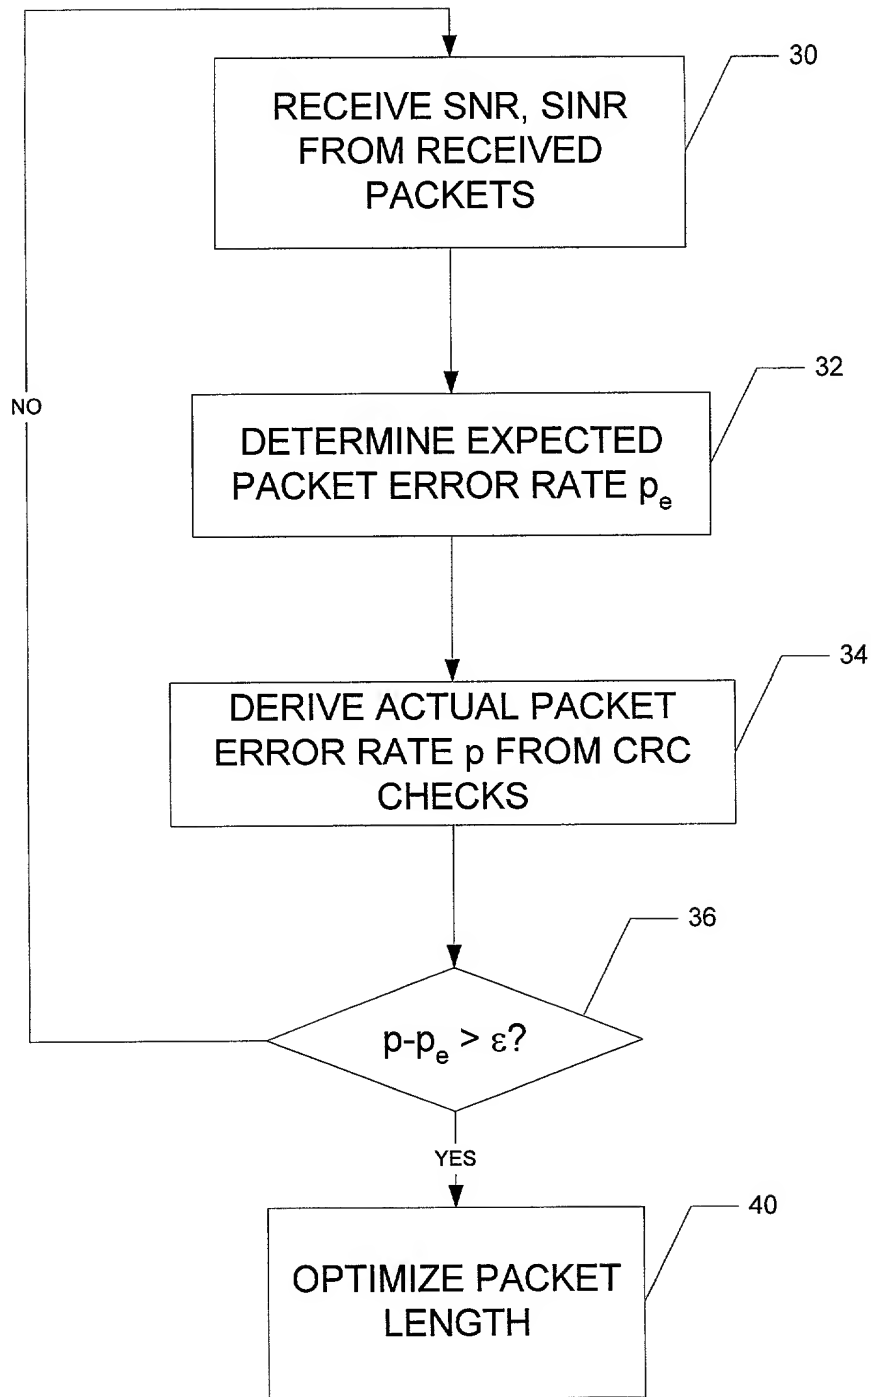 30
RECEIVE SNR, SINR
FROM RECEIVED
PACKETS
32
NO
DETERMINE EXPECTED
PACKET ERROR RATE pₑ
34
DERIVE ACTUAL PACKET
ERROR RATE p FROM CRC
CHECKS
36
p-pₑ > ε?
YES
40
OPTIMIZE PACKET
LENGTH